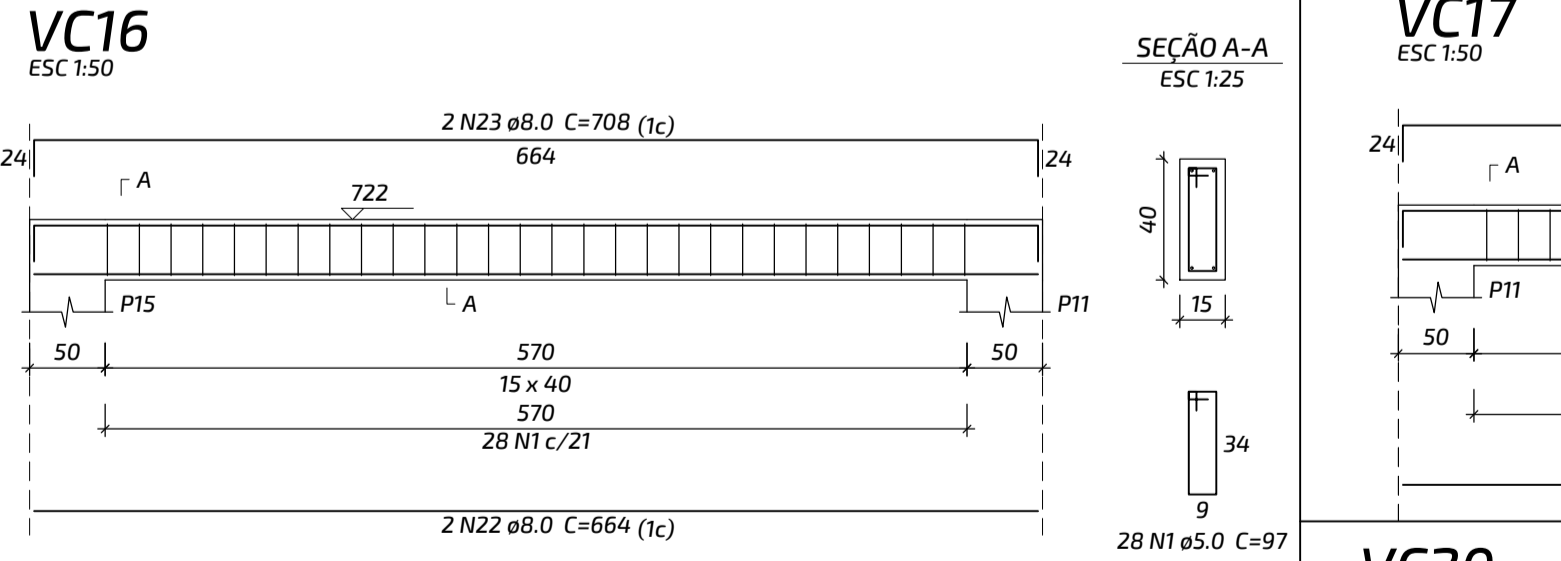 VC16
ESC 1:50
2 N23 ø8.0 C=708 (1c)
24
664
24
A
722
A
P15
P11
50
570
50
15 x 40
570
28 N1 c/21
2 N22 ø8.0 C=664 (1c)
SEÇÃO A-A
ESC 1:25
40
15
34
9
28 N1 ø5.0 C=97
VC17
ESC 1:50
24
A
P11
50